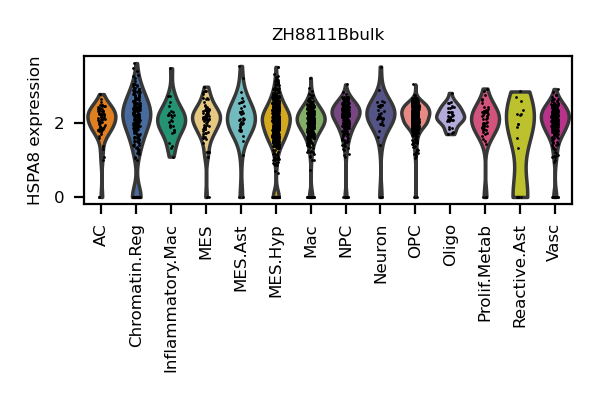 ZH8811Bbulk
HSPA8 expression
2
0
AC
Chromatin.Reg
Inflammatory.Mac
MES
MES.Ast
MES.Hyp
Mac
NPC
Neuron
OPC
Oligo
Prolif.Metab
Reactive.Ast
Vasc